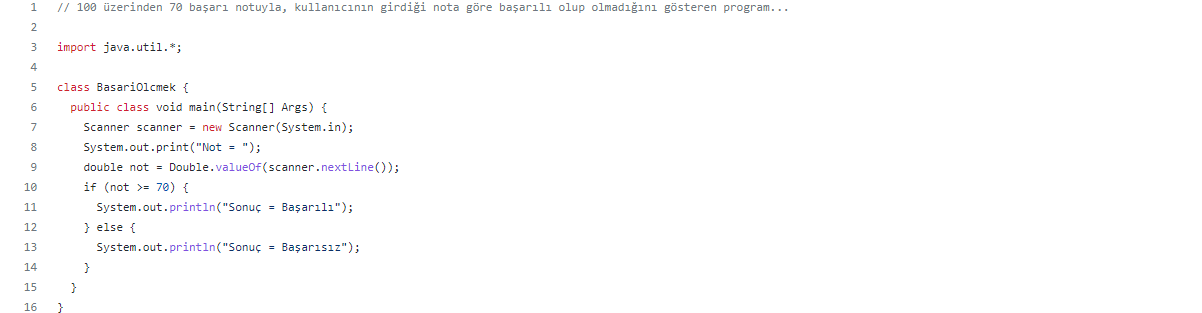 1 // 100 üzerinden 70 başarı notuyla, kullanıcının girdiği nota göre başarılı olup olmadığını gösteren program...
2
3 import java.util.*;
4
5 class BasariOlcmek {
6 public class void main(String[] Args) {
7 Scanner scanner = new Scanner(System.in);
8 System.out.print("Not = ");
9 double not = Double.valueOf(scanner.nextLine());
10 if (not >= 70) {
11 System.out.println("Sonuç = Başarılı");
12 } else {
13 System.out.println("Sonuç = Başarısız");
14 }
15 }
16 }